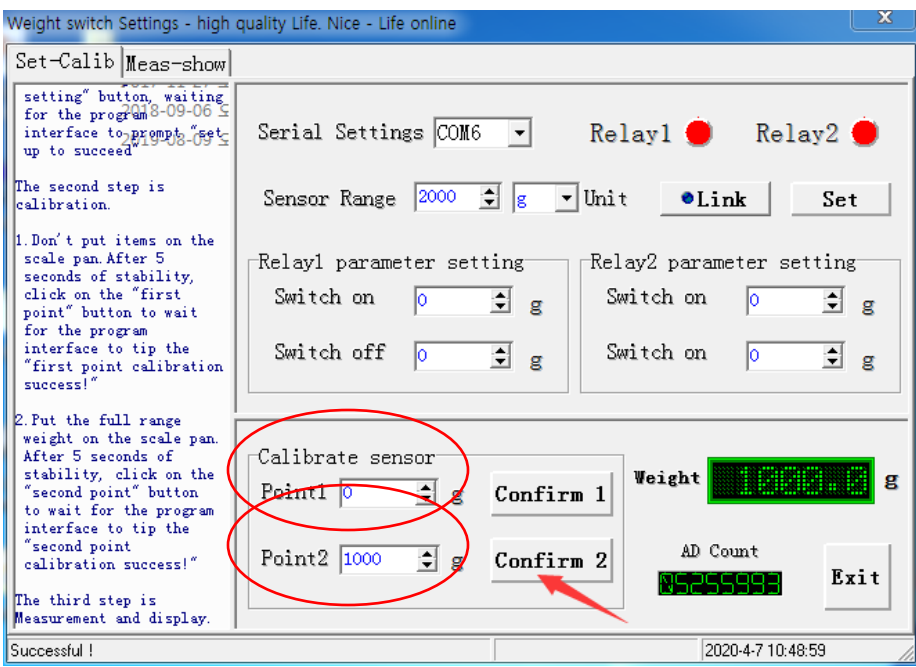 Weight switch Settings - high quality Life. Nice - Life online
x
Set-Calib
Meas-show
setting" button, waiting
for the program
2018-09-06
interface to prompt "set
up to succeed"
2019-08-09
The second step is
calibration.
1.Don't put items on the
scale pan.After 5
seconds of stability,
click on the "first
point" button to wait
for the program
interface to tip the
"first point calibration
success!"
2.Put the full range
weight on the scale pan.
After 5 seconds of
stability, click on the
"second point" button
to wait for the program
interface to tip the
"second point
calibration success!"
The third step is
Measurement and display.
Serial Settings COM6 Relay1 Relay2
Sensor Range 2000 g Unit Link Set
Relay1 parameter setting
Switch on 0 g
Switch off 0 g
Relay2 parameter setting
Switch on 0 g
Switch on 0 g
Calibrate sensor
Point1 0 g Confirm 1
Point2 1000 g Confirm 2
Weight 1000.0 g
AD Count
05255993
Exit
Successful !
2020-4-7 10:48:59